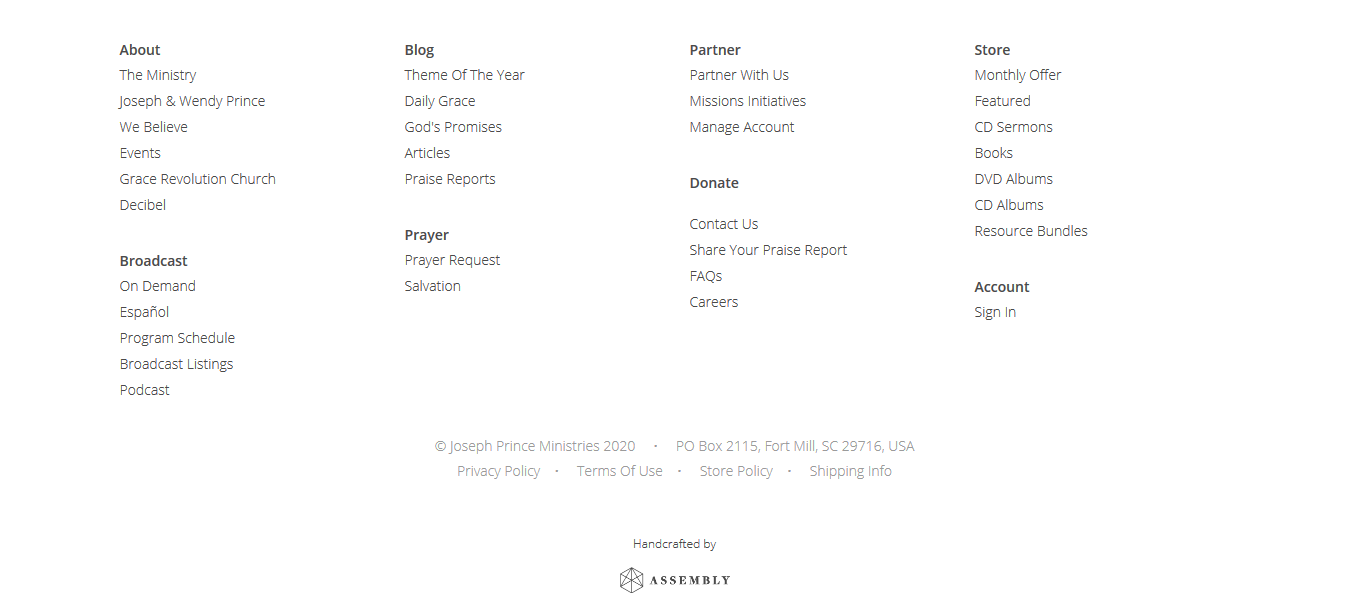 About
The Ministry
Joseph & Wendy Prince
We Believe
Events
Grace Revolution Church
Decibel
Broadcast
On Demand
Español
Program Schedule
Broadcast Listings
Podcast
Blog
Theme Of The Year
Daily Grace
God's Promises
Articles
Praise Reports
Prayer
Prayer Request
Salvation
Partner
Partner With Us
Missions Initiatives
Manage Account
Donate
Contact Us
Share Your Praise Report
FAQs
Careers
Store
Monthly Offer
Featured
CD Sermons
Books
DVD Albums
CD Albums
Resource Bundles
Account
Sign In
© Joseph Prince Ministries 2020 · PO Box 2115, Fort Mill, SC 29716, USA
Privacy Policy · Terms Of Use · Store Policy · Shipping Info
Handcrafted by
ASSEMBLY